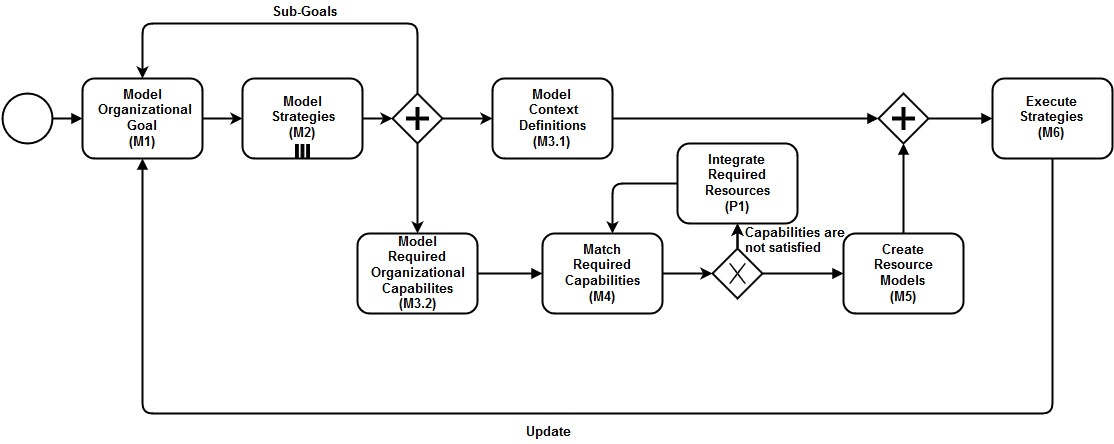 Sub-Goals
Model
Organizational
Goal
(M1)
Model
Strategies
(M2)
Model
Context
Definitions
(M3.1)
Execute
Strategies
(M6)
Integrate
Required
Resources
(P1)
Capabilities are
not satisfied
Model
Required
Organizational
Capabilites
(M3.2)
Match
Required
Capabilities
(M4)
Create
Resource
Models
(M5)
Update